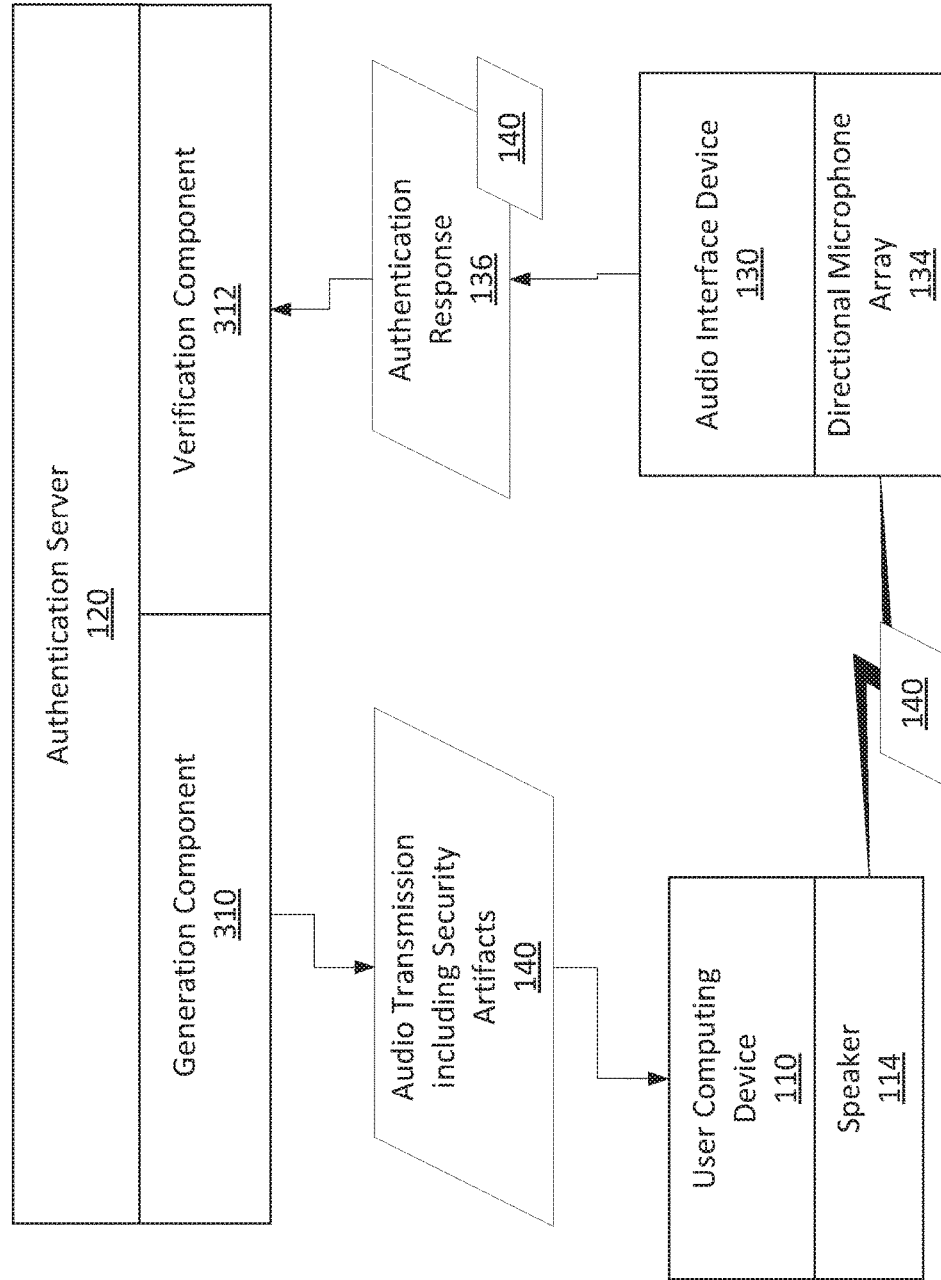 Authentication Server
120
Generation Component
310
Verification Component
312
Audio Transmission
including Security
Artifacts
140
Authentication
Response
136
140
User Computing
Device
110
Speaker
114
140
Audio Interface Device
130
Directional Microphone
Array
134